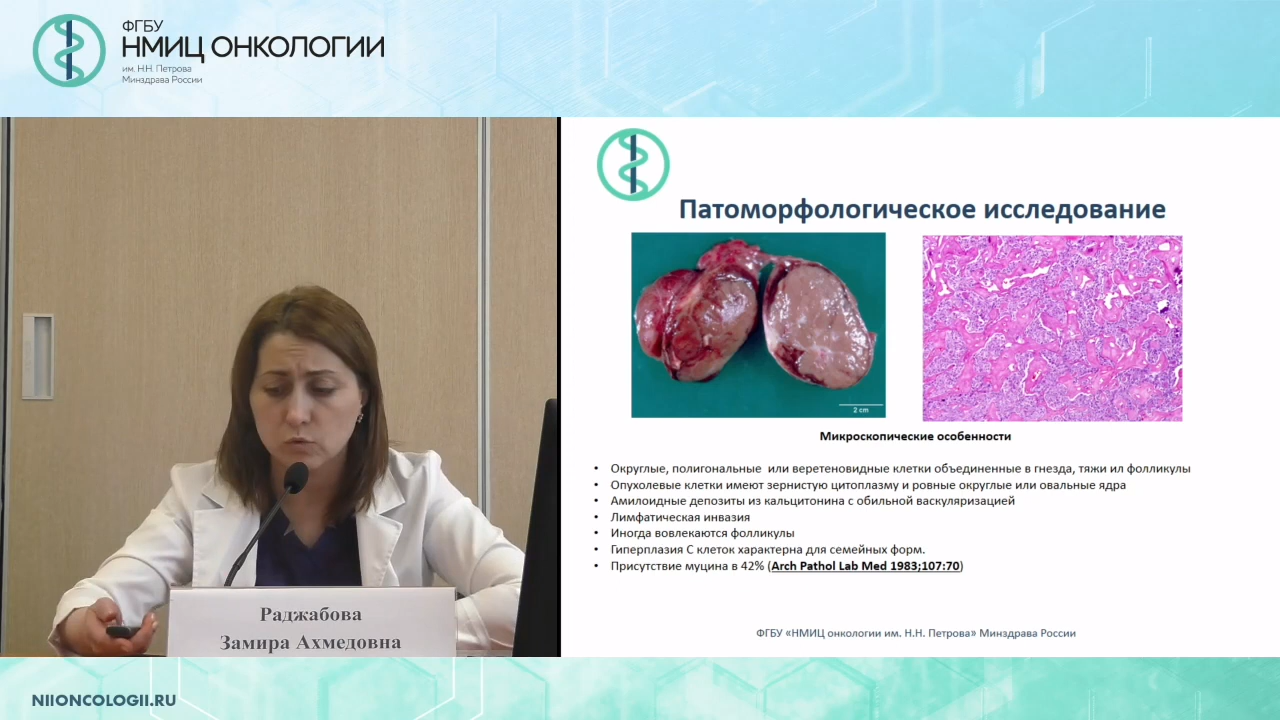 ФГБУ
НМИЦ ОНКОЛОГИИ
им. Н.Н. Петрова
Минздрава России
Патоморфологическое исследование
2 cm
Микроскопические особенности
• Округлые, полигональные или веретеновидные клетки объединенные в гнезда, тяжи ил фолликулы
• Опухолевые клетки имеют зернистую цитоплазму и ровные округлые или овальные ядра
• Амилоидные депозиты из кальцитонина с обильной васкуляризацией
• Лимфатическая инвазия
• Иногда вовлекаются фолликулы
• Гиперплазия С клеток характерна для семейных форм.
• Присутствие муцина в 42% (Arch Pathol Lab Med 1983;107:70)
ФГБУ «НМИЦ онкологии им. Н.Н. Петрова» Минздрава России
Раджабова
Замира Ахмедовна
NIIONCOLOGII.RU